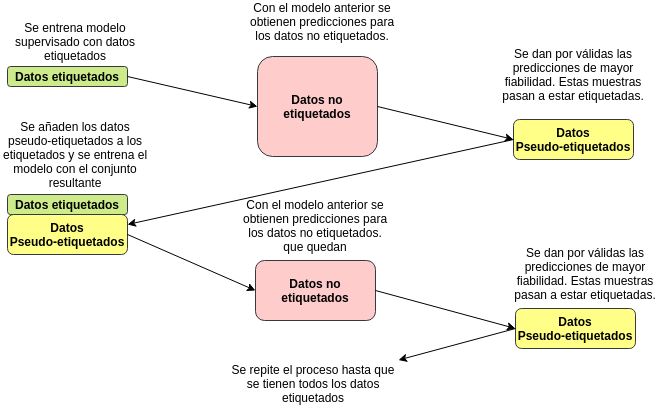 Se entrena modelo
supervisado con datos
etiquetados
Datos etiquetados
Con el modelo anterior se
obtienen predicciones para
los datos no etiquetados.
Datos no
etiquetados
Se dan por válidas las
predicciones de mayor
fiabilidad. Estas muestras
pasan a estar etiquetadas.
Datos
Pseudo-etiquetados
Se añaden los datos
pseudo-etiquetados a los
etiquetados y se entrena el
modelo con el conjunto
resultante
Datos etiquetados
Datos
Pseudo-etiquetados
Con el modelo anterior se
obtienen predicciones para
los datos no etiquetados.
que quedan
Datos no
etiquetados
Se dan por válidas las
predicciones de mayor
fiabilidad. Estas muestras
pasan a estar etiquetadas.
Datos
Pseudo-etiquetados
Se repite el proceso hasta que
se tienen todos los datos
etiquetados